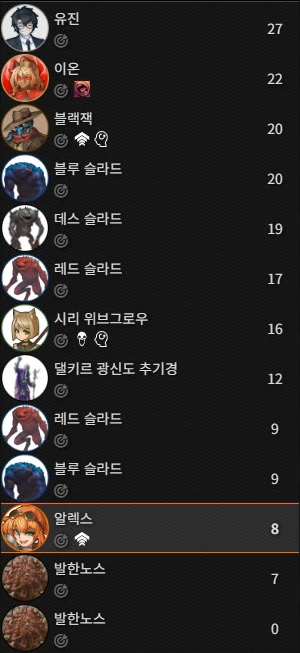 유진 27
이온 22
블랙잭 20
블루 슬라드 20
데스 슬라드 19
레드 슬라드 17
시리 위브그로우 16
댈키르 광신도 추기경 12
레드 슬라드 9
블루 슬라드 9
알렉스 8
발한노스 7
발한노스 0